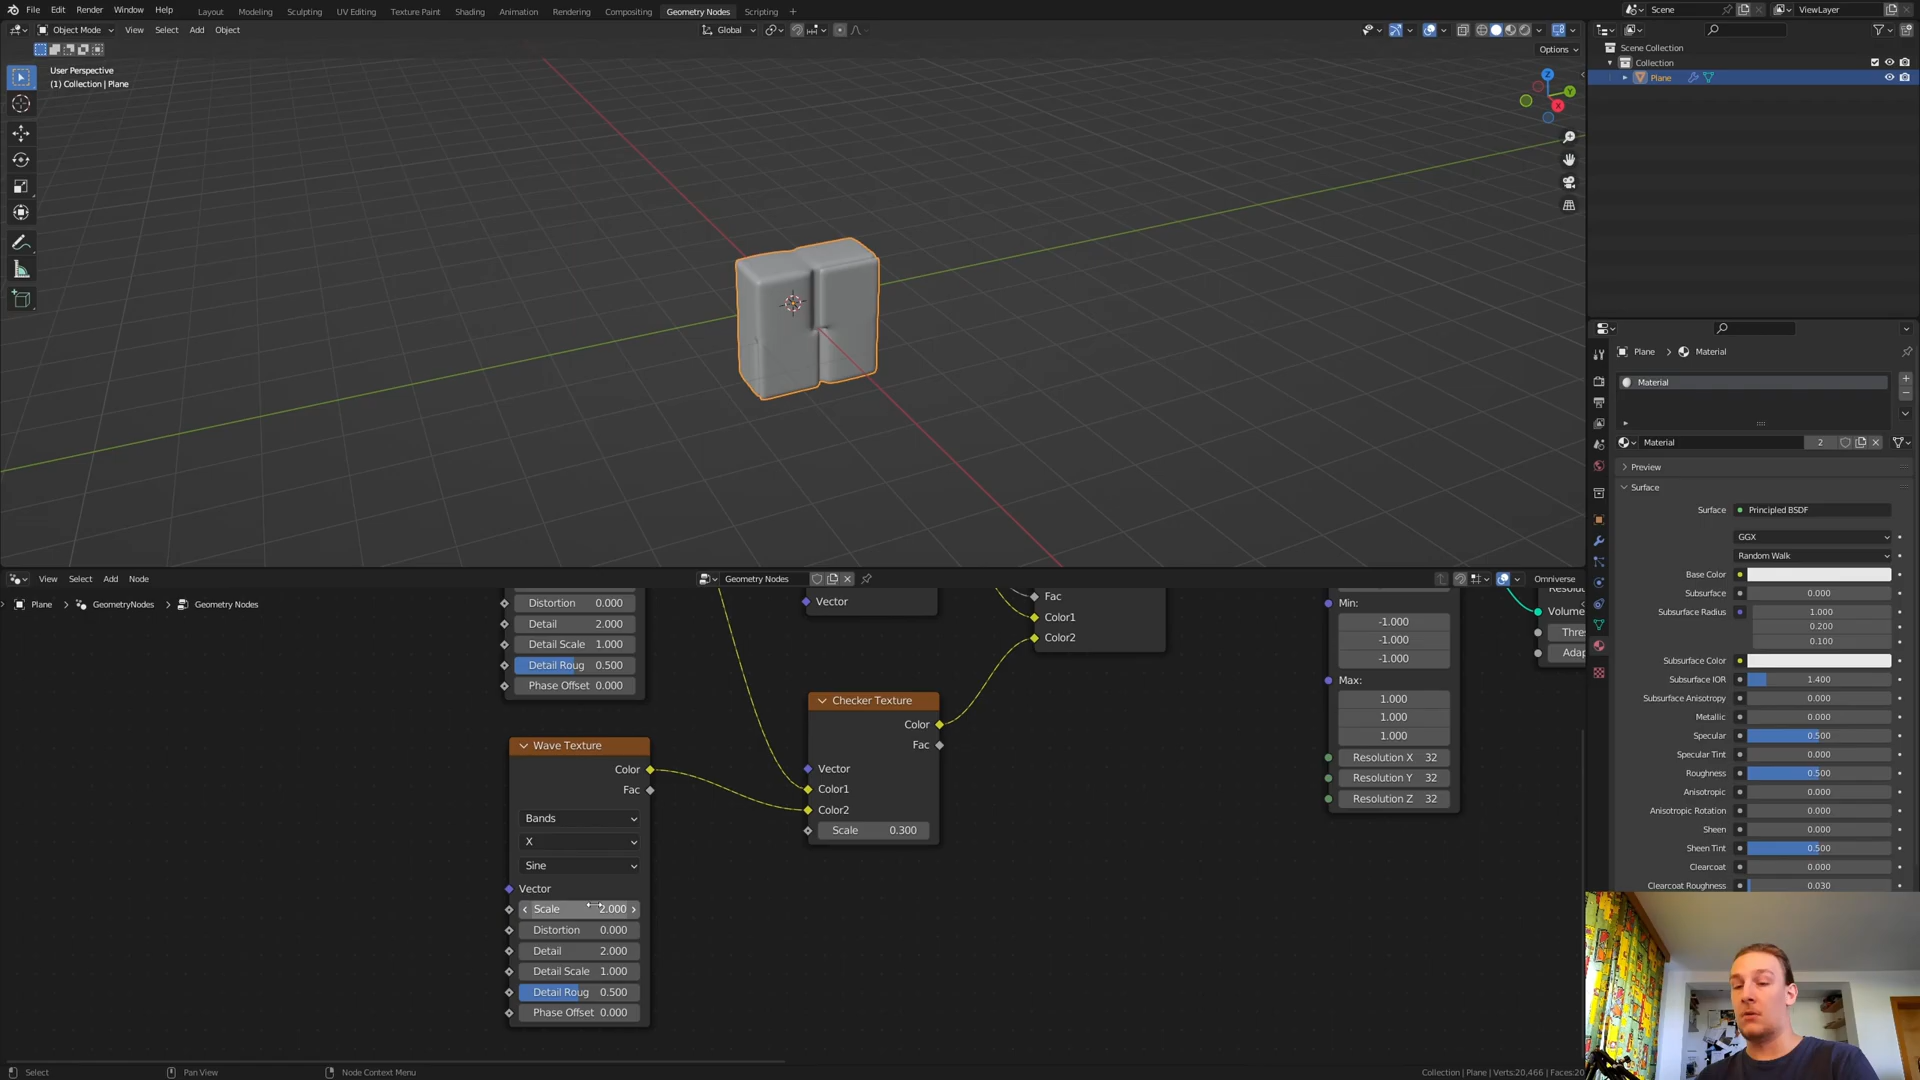 File Edit Render Window Help Layout Modeling Sculpting UV Editing Texture Paint Shading Animation Rendering Compositing Geometry Nodes Scripting + Scene ViewLayer
Object Mode View Select Add Object Global
Options
User Perspective
(1) Collection | Plane
Z
Y
X
Scene Collection
Collection
Plane
Plane > Material
Material
Material 2
Preview
Surface
Surface Principled BSDF
GGX
Random Walk
Base Color
Subsurface 0.000
Subsurface Radius 1.000
0.200
0.100
Subsurface Color
Subsurface IOR 1.400
Subsurface Anisotropy 0.000
Metallic 0.000
Specular 0.500
Specular Tint 0.000
Roughness 0.500
Anisotropic 0.000
Anisotropic Rotation 0.000
Sheen 0.000
Sheen Tint 0.500
Clearcoat 0.000
Clearcoat Roughness 0.030
View Select Add Node Geometry Nodes Omniverse
Plane > GeometryNodes > Geometry Nodes
Distortion 0.000
Detail 2.000
Detail Scale 1.000
Detail Roug 0.500
Phase Offset 0.000
Vector
Fac
Color1
Color2
Min:
-1.000
-1.000
-1.000
Max:
1.000
1.000
1.000
Resolution X 32
Resolution Y 32
Resolution Z 32
Volume
Thres
Adap
Checker Texture
Color
Fac
Vector
Color1
Color2
Scale 0.300
Wave Texture
Color
Fac
Bands
X
Sine
Vector
Scale 2.000
Distortion 0.000
Detail 2.000
Detail Scale 1.000
Detail Roug 0.500
Phase Offset 0.000
Select Pan View Node Context Menu Collection | Plane | Verts:20,466 | Faces:20